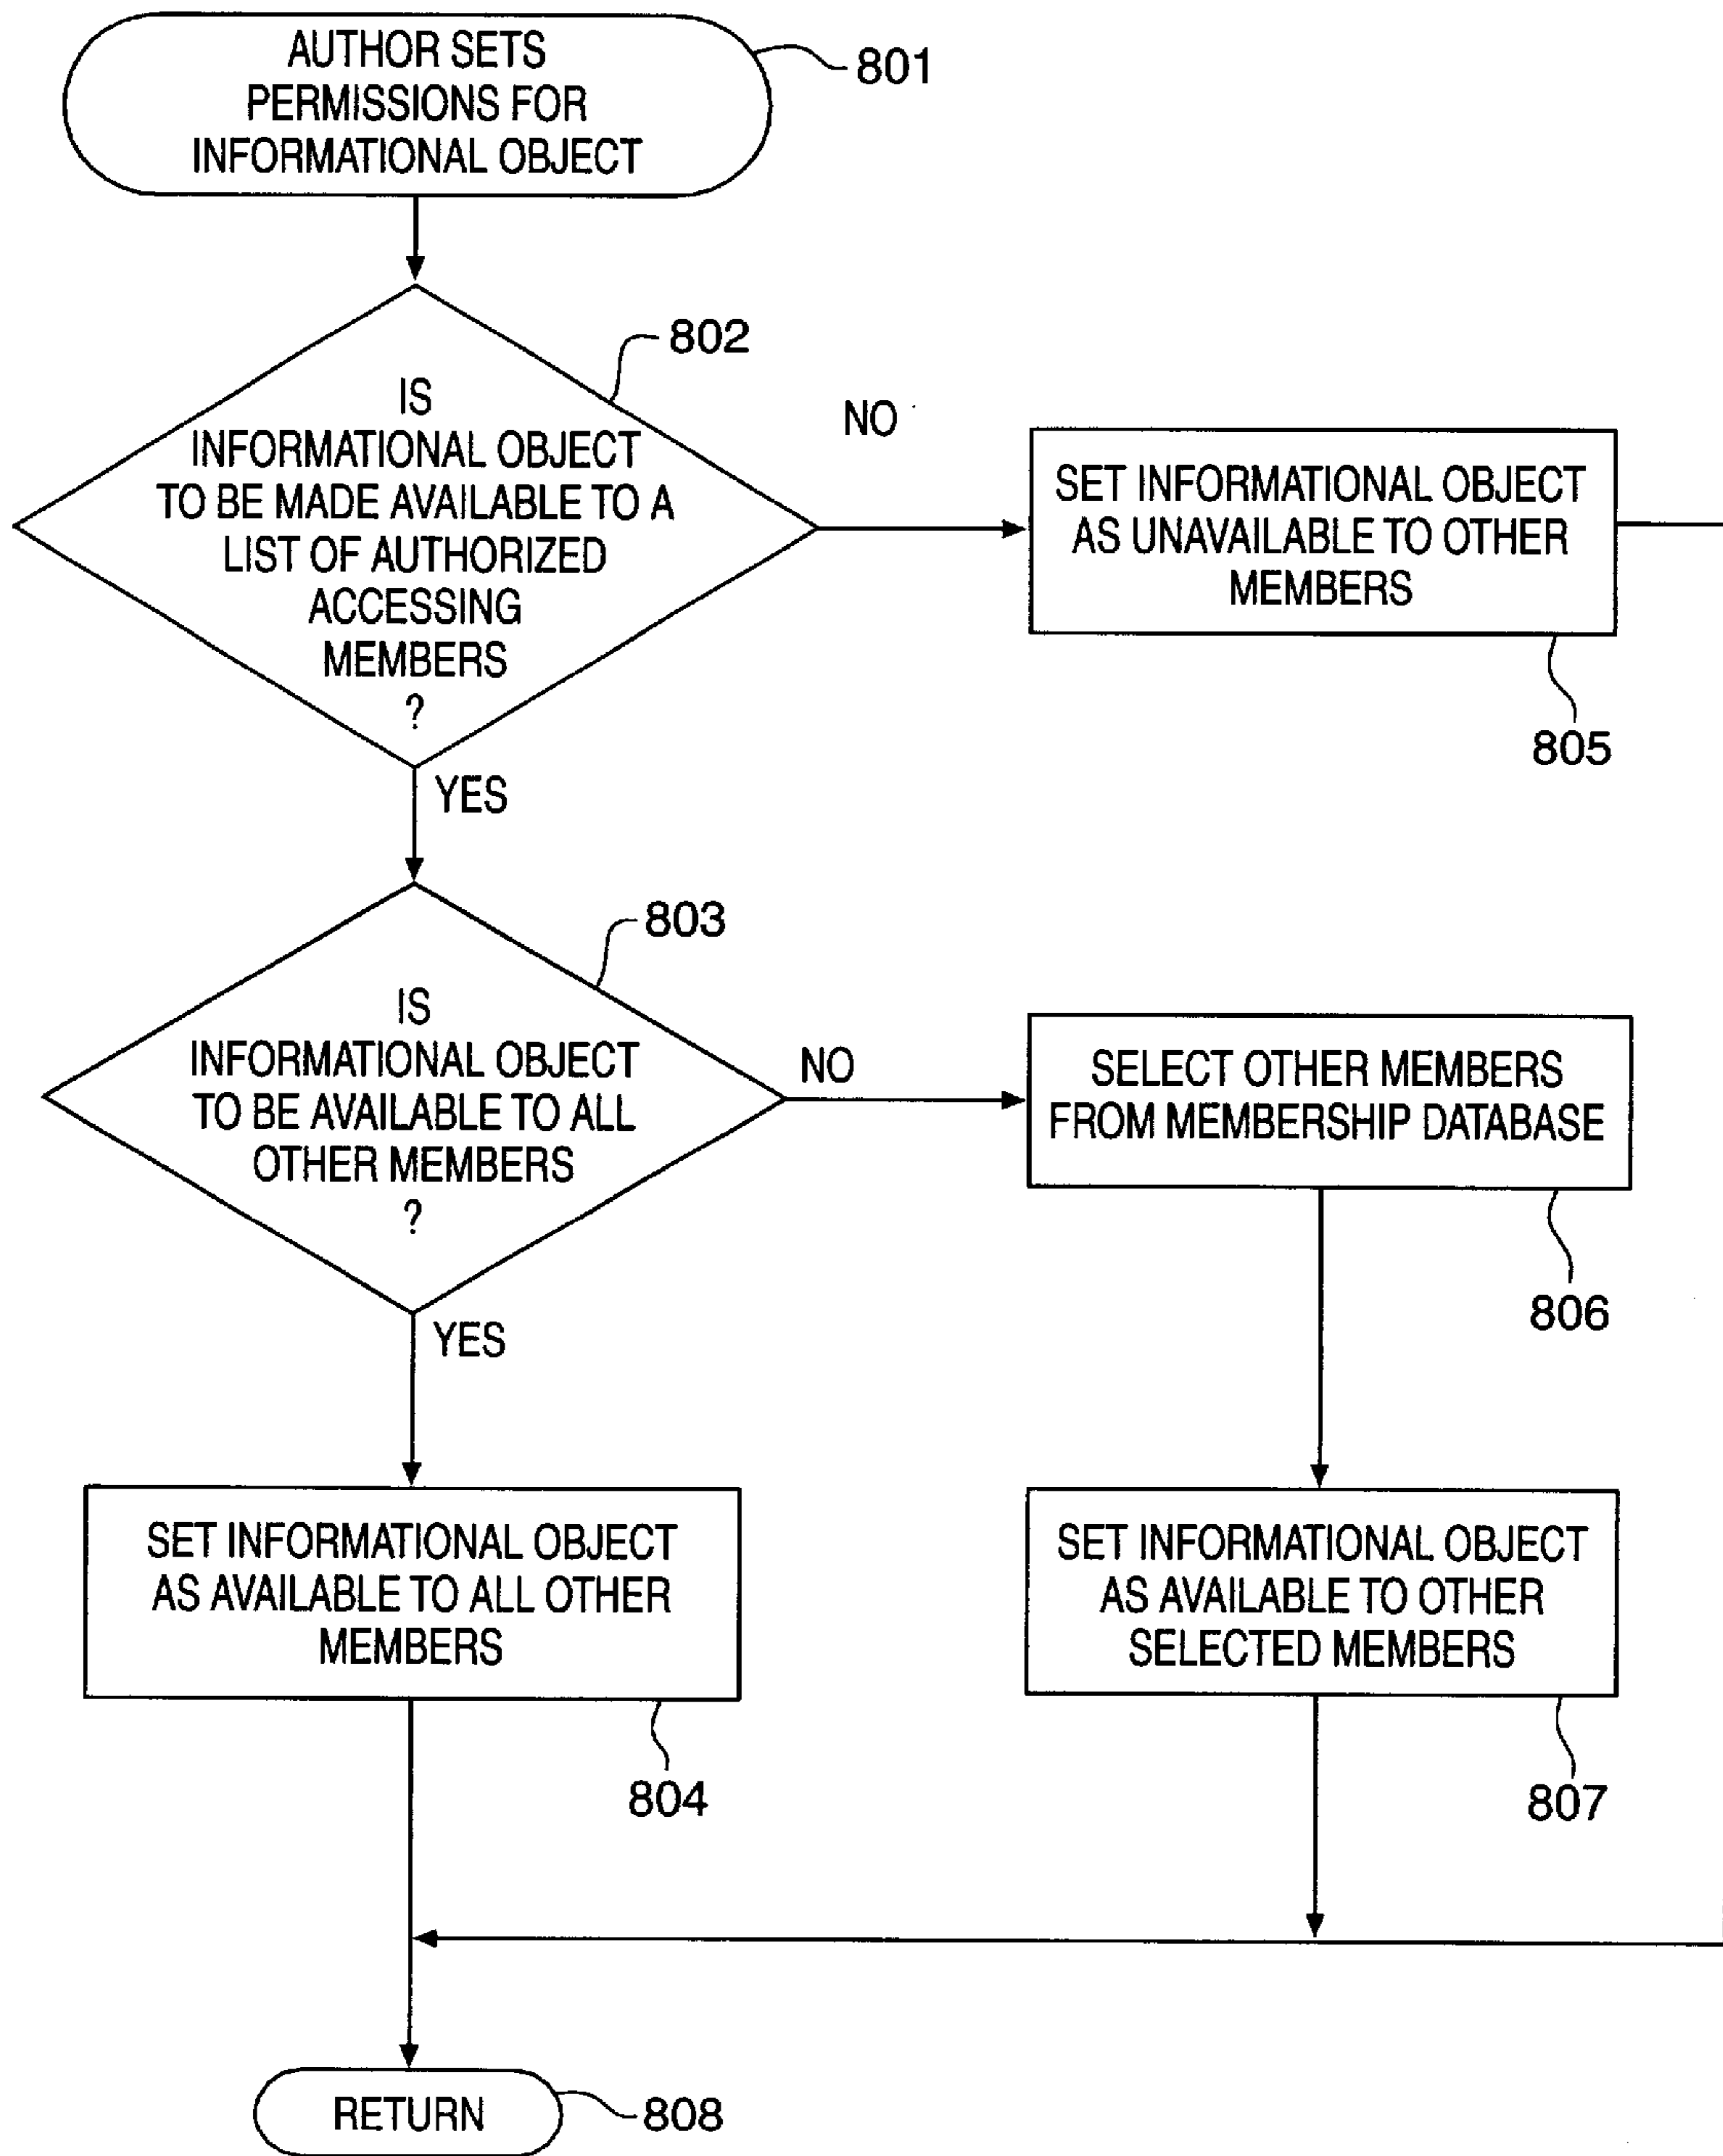 AUTHOR SETS
PERMISSIONS FOR
INFORMATIONAL OBJECT
801
802
IS
INFORMATIONAL OBJECT
TO BE MADE AVAILABLE TO A
LIST OF AUTHORIZED
ACCESSING
MEMBERS
?
NO
SET INFORMATIONAL OBJECT
AS UNAVAILABLE TO OTHER
MEMBERS
805
YES
803
IS
INFORMATIONAL OBJECT
TO BE AVAILABLE TO ALL
OTHER MEMBERS
?
NO
SELECT OTHER MEMBERS
FROM MEMBERSHIP DATABASE
806
YES
SET INFORMATIONAL OBJECT
AS AVAILABLE TO ALL OTHER
MEMBERS
804
SET INFORMATIONAL OBJECT
AS AVAILABLE TO OTHER
SELECTED MEMBERS
807
RETURN
808